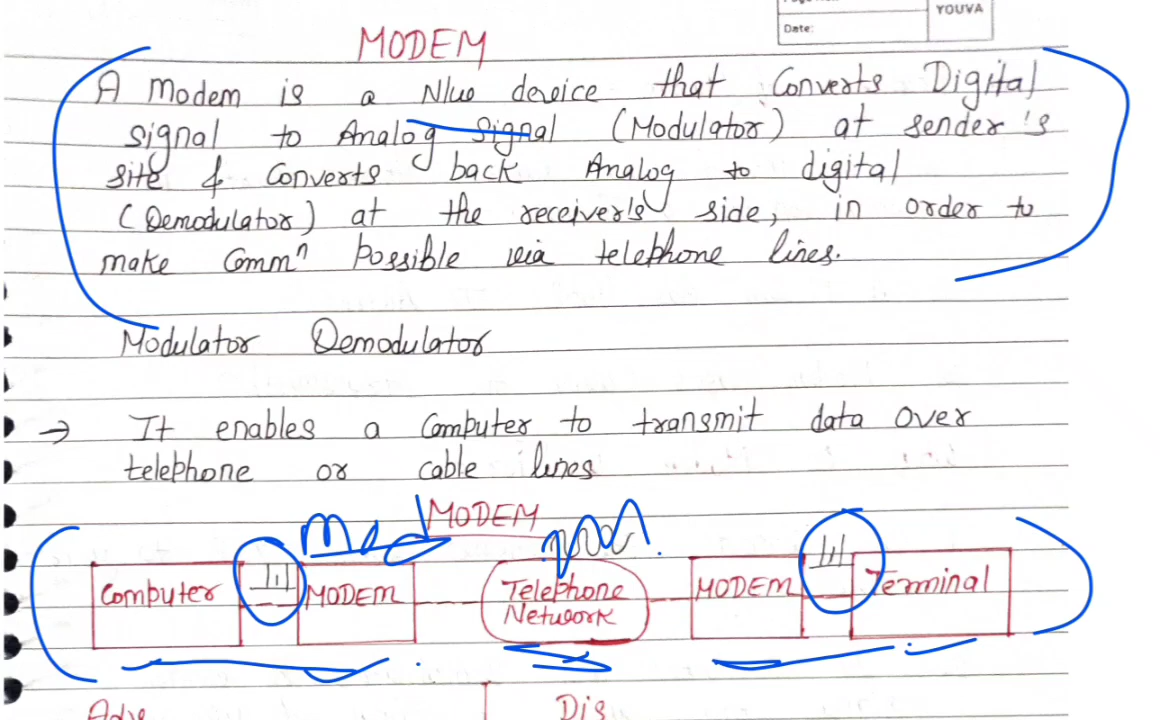 YOUVA
Date:
MODEM
A Modem is a N/w device that Converts Digital
signal to Analog signal (Modulator) at sender's
site & Converts back Analog to digital
(Demodulator) at the receiver's side, in order to
make Commⁿ Possible via telephone lines.
Modulator Demodulator
→ It enables a Computer to transmit data over
telephone or cable lines
MODEM
Mod
Computer MODEM Telephone Network MODEM Terminal
Adv Dis